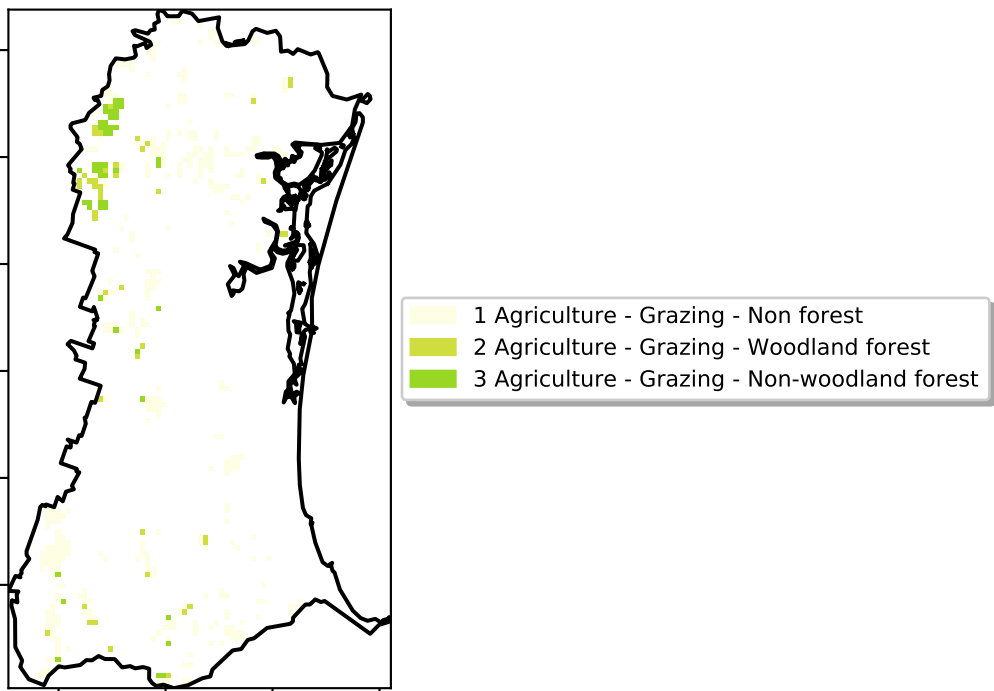 1 Agriculture - Grazing - Non forest
2 Agriculture - Grazing - Woodland forest
3 Agriculture - Grazing - Non-woodland forest